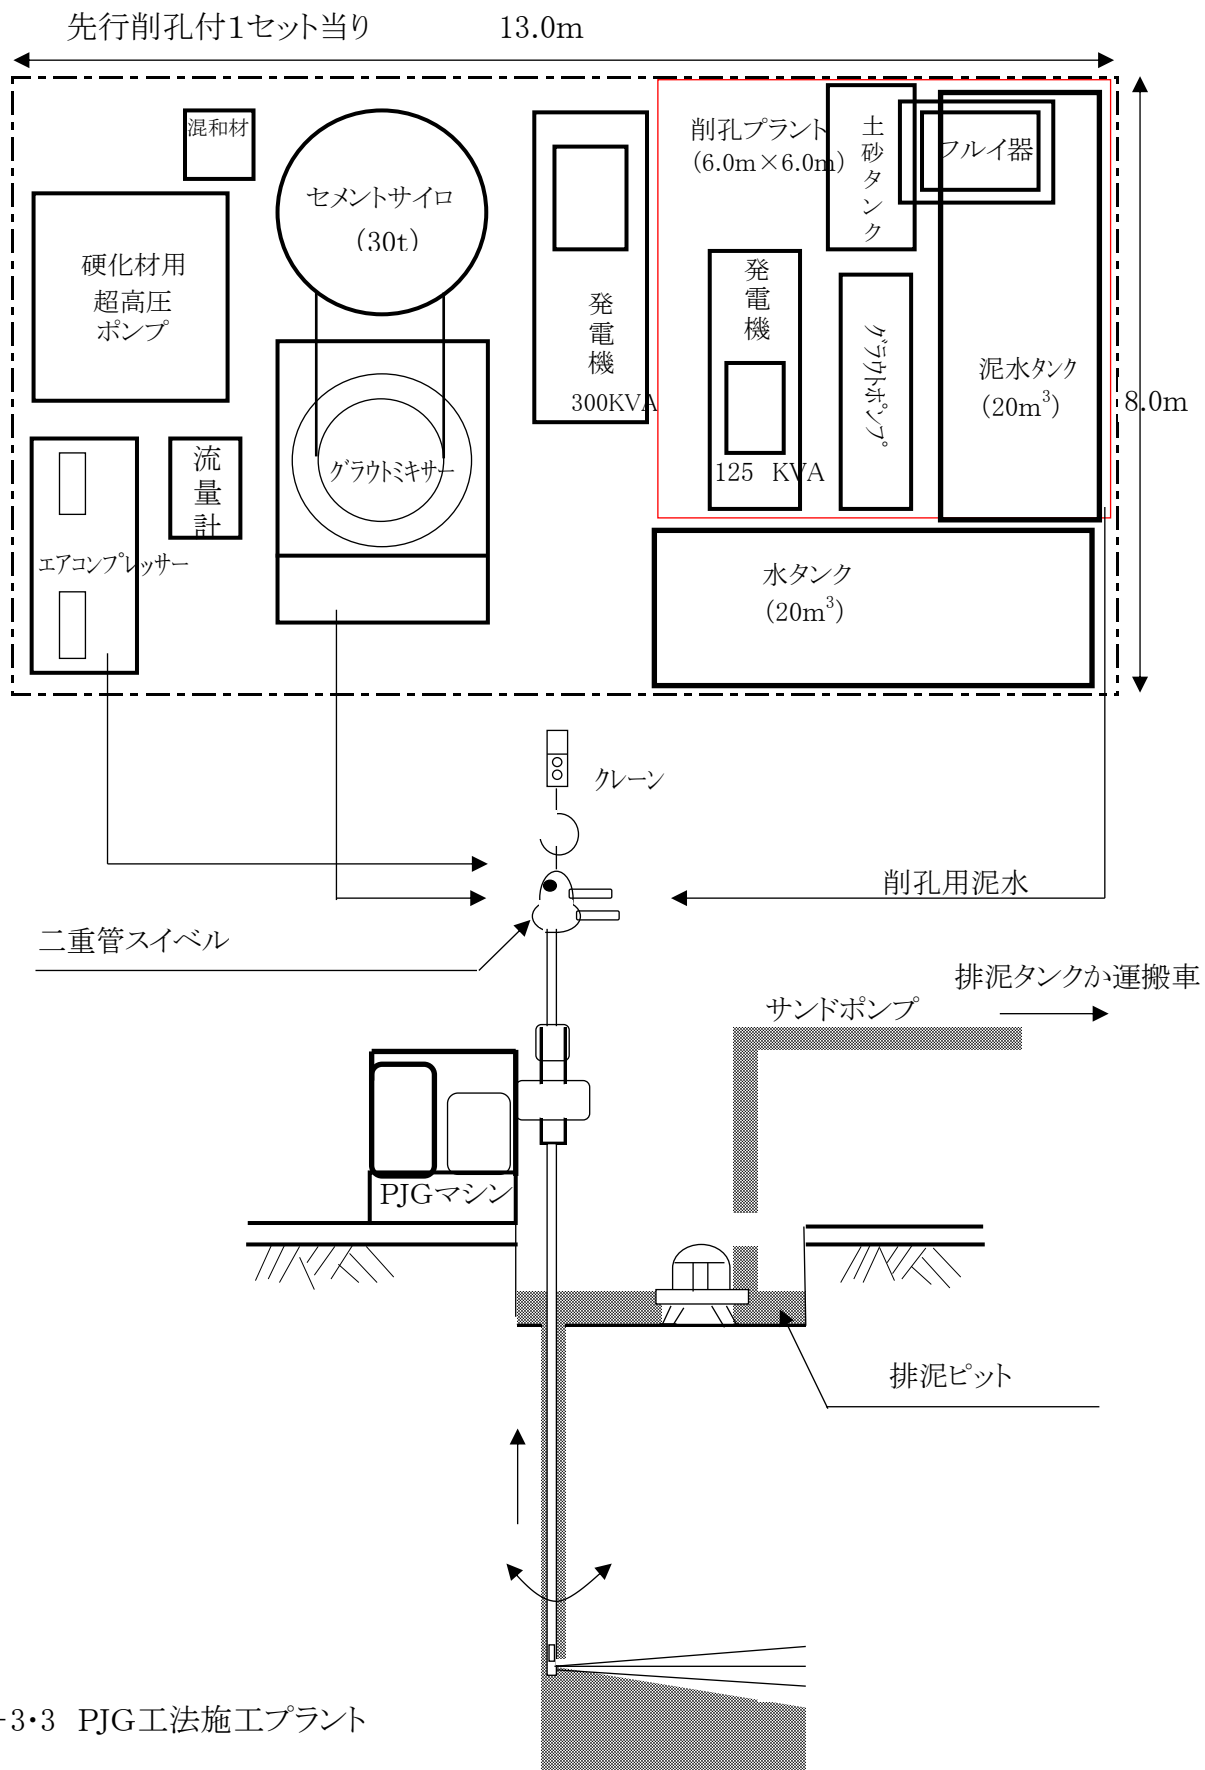 先行削孔付1セット当り 13.0m
混和材
セメントサイロ
(30t)
硬化材用
超高圧
ポンプ
発電機
300KVA
削孔プラント
(6.0m×6.0m)
土砂タンク
フルイ器
発電機
125 KVA
グラウトポンプ
泥水タンク
(20m³)
8.0m
流量計
グラウトミキサー
エアコンプレッサー
水タンク
(20m³)
クレーン
削孔用泥水
二重管スイベル
排泥タンクか運搬車
サンドポンプ
PJGマシン
排泥ピット
-3・3 PJG工法施工プラント